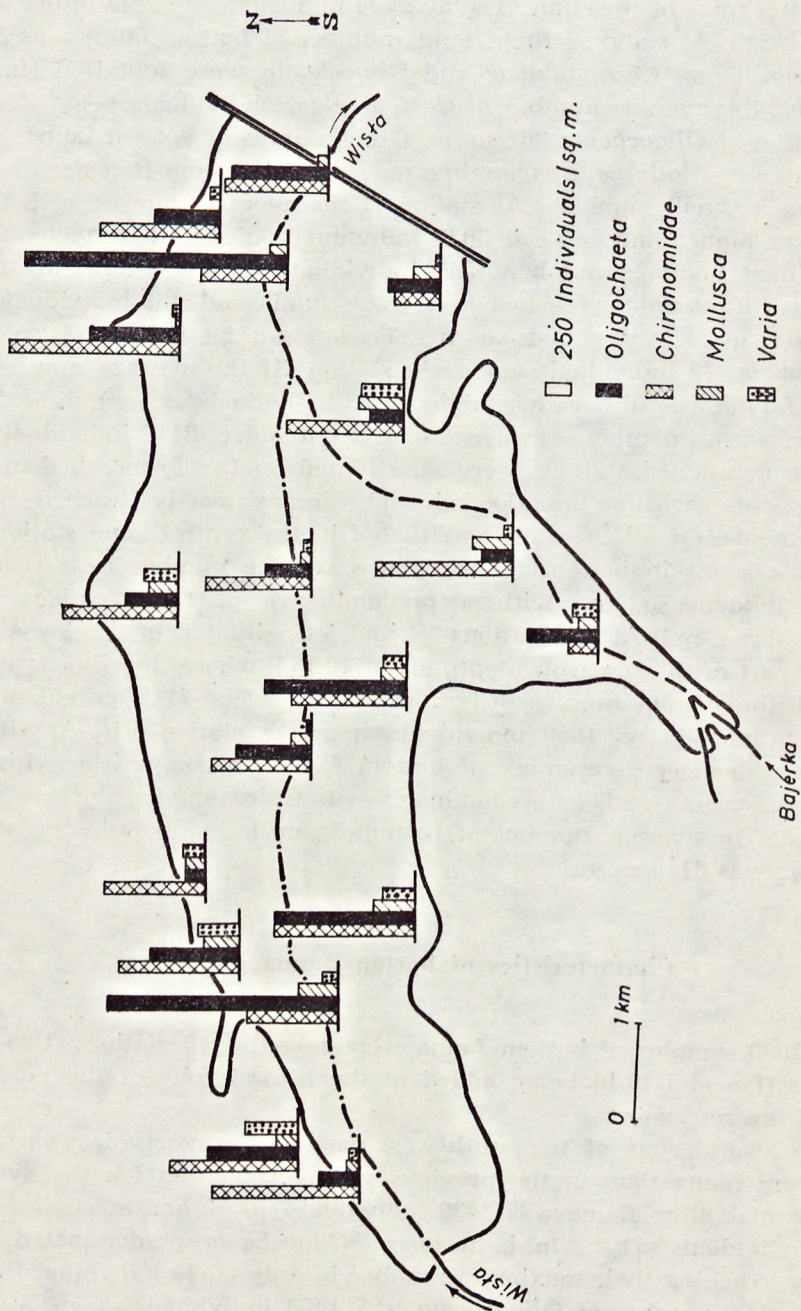 N
S
Wisła
250 Individuals/sq.m.
Oligochaeta
Chironomidae
Mollusca
Varia
Bajerka
0 1 km
Wisła